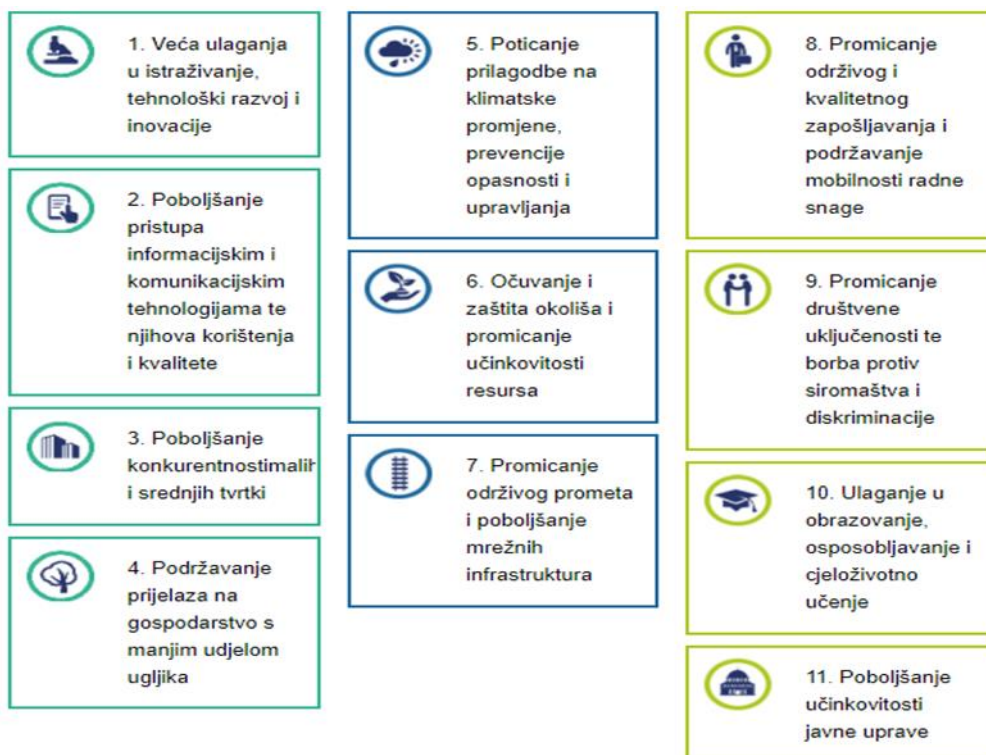 1. Veća ulaganja
u istraživanje,
tehnološki razvoj i
inovacije
2. Poboljšanje
pristupa
informacijskim i
komunikacijskim
tehnologijama te
njihova korištenja
i kvalitete
3. Poboljšanje
konkurentnostimalih
i srednjih tvrtki
4. Podržavanje
prijelaza na
gospodarstvo s
manjim udjelom
ugljika
5. Poticanje
prilagodbe na
klimatske
promjene,
prevencije
opasnosti i
upravljanja
6. Očuvanje i
zaštita okoliša i
promicanje
učinkovitosti
resursa
7. Promicanje
održivog prometa
i poboljšanje
mrežnih
infrastruktura
8. Promicanje
održivog i
kvalitetnog
zapošljavanja i
podržavanje
mobilnosti radne
snage
9. Promicanje
društvene
uključenosti te
borba protiv
siromaštva i
diskriminacije
10. Ulaganje u
obrazovanje,
osposobljavanje i
cjeloživotno
učenje
11. Poboljšanje
učinkovitosti
javne uprave